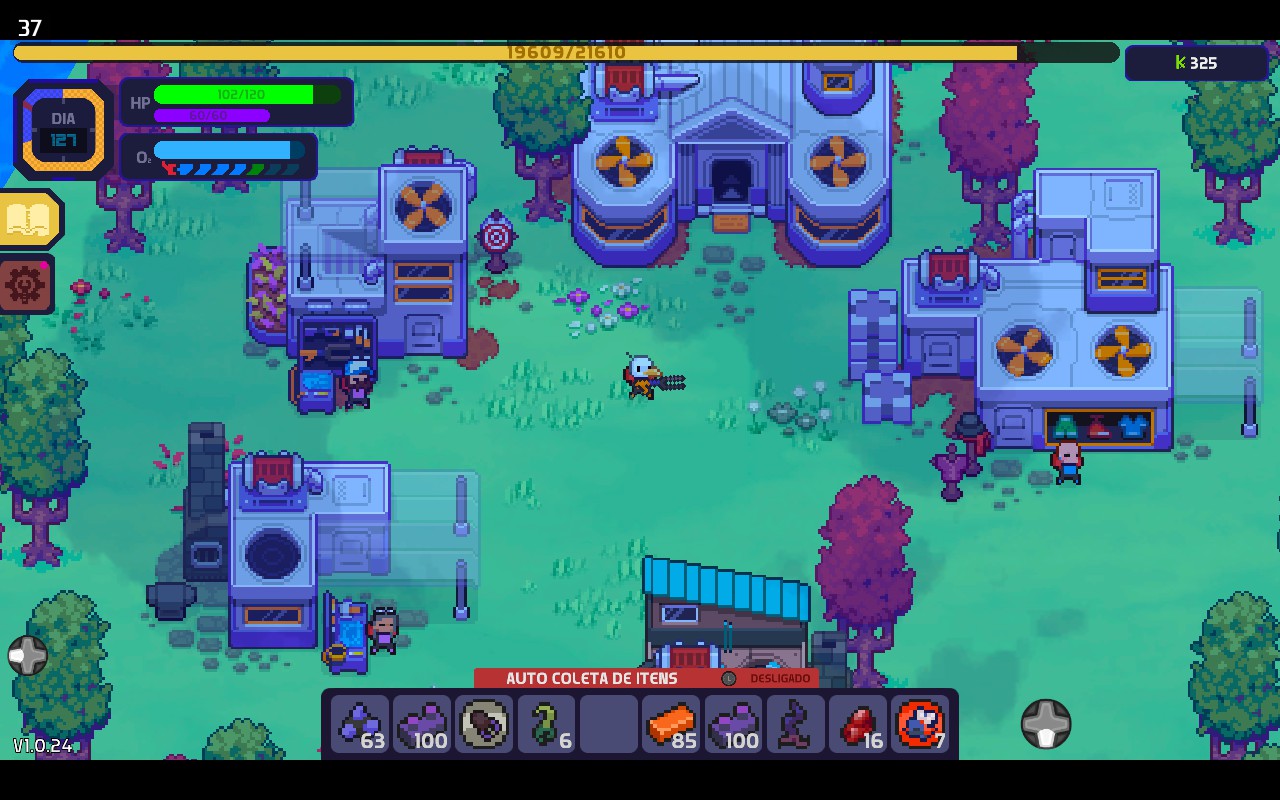 37
19609/21610
325
HP
102/120
60/60
DIA
127
O₂
AUTO COLETA DE ITENS
L
DESLIGADO
63
100
6
85
100
16
7
V1.0.24